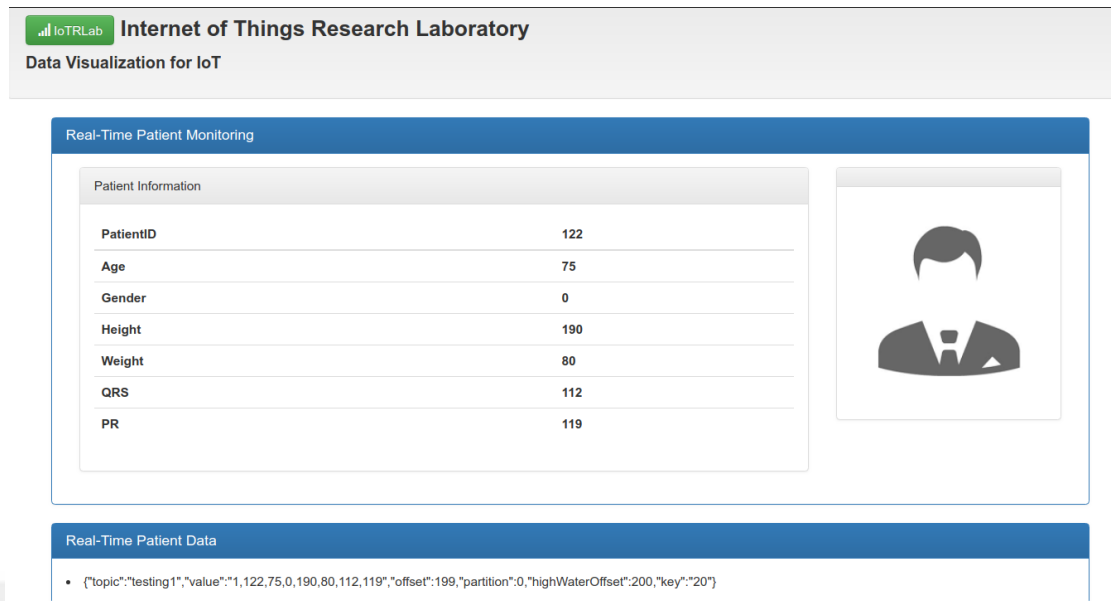 IoTRLab Internet of Things Research Laboratory
Data Visualization for IoT
Real-Time Patient Monitoring
Patient Information
PatientID 122
Age 75
Gender 0
Height 190
Weight 80
QRS 112
PR 119
Real-Time Patient Data
{"topic":"testing1","value":"1,122,75,0,190,80,112,119","offset":199,"partition":0,"highWaterOffset":200,"key":"20"}